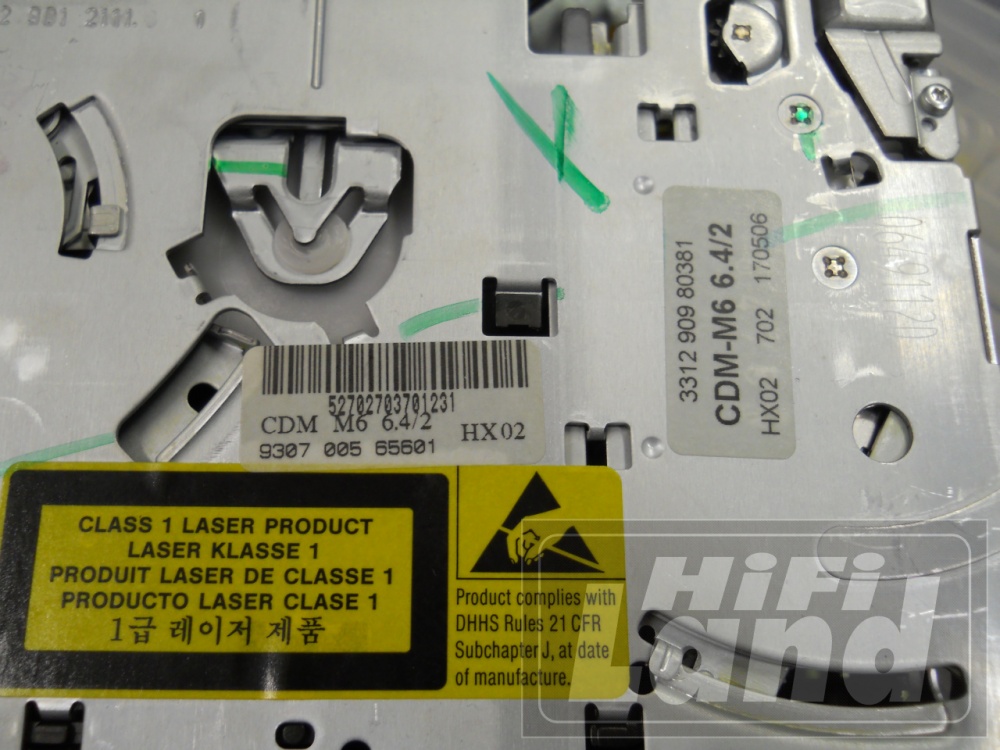 3312 909 80381
CDM-M6 6.4/2
HX02 702 170506
52702703701231
CDM M6 6.4/2 HX02
9307 005 65601
CLASS 1 LASER PRODUCT
LASER KLASSE 1
PRODUIT LASER DE CLASSE 1
PRODUCTO LASER CLASE 1
1급 레이저 제품
Product complies with
DHHS Rules 21 CFR
Subchapter J, at date
of manufacture.
HiFi
Land